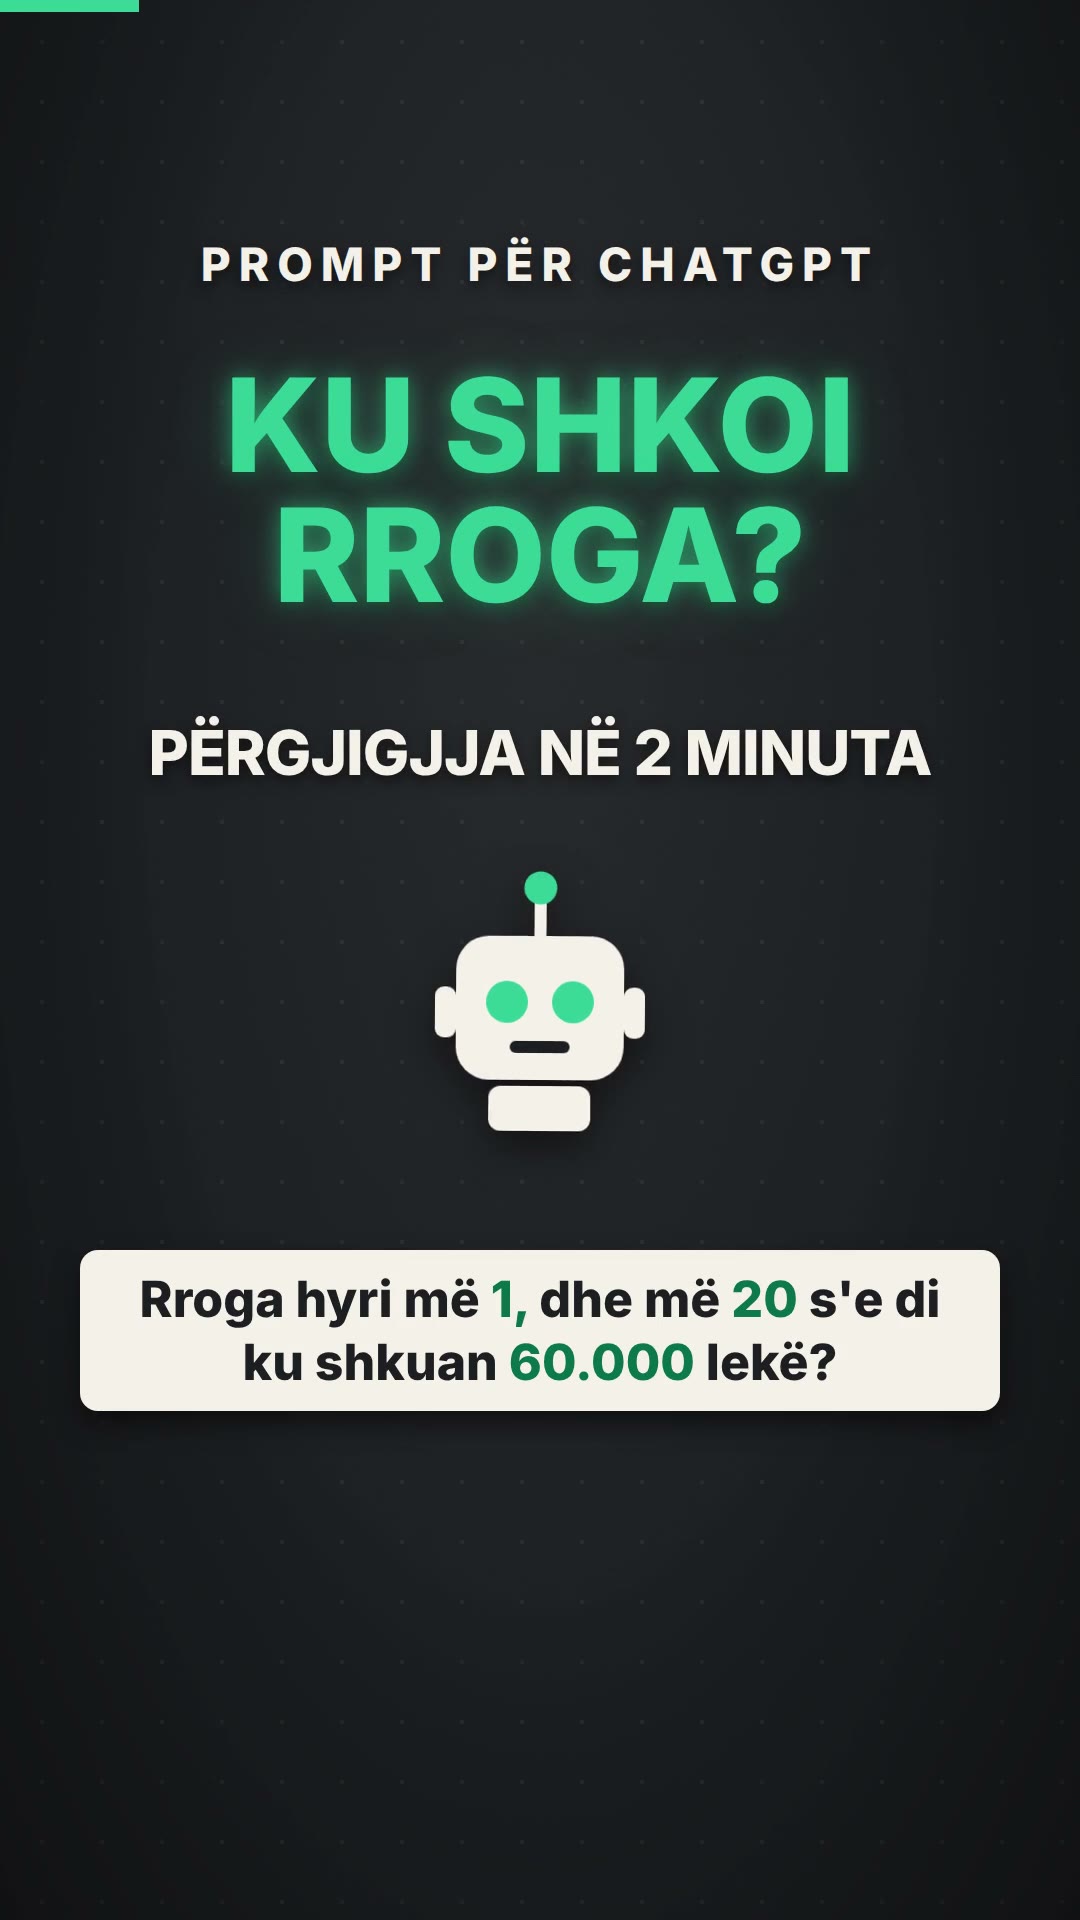 PROMPT PËR CHATGPT
KU SHKOI
RROGA?
PËRGJIGJJA NË 2 MINUTA
Rroga hyri më 1, dhe më 20 s'e di
ku shkuan 60.000 lekë?